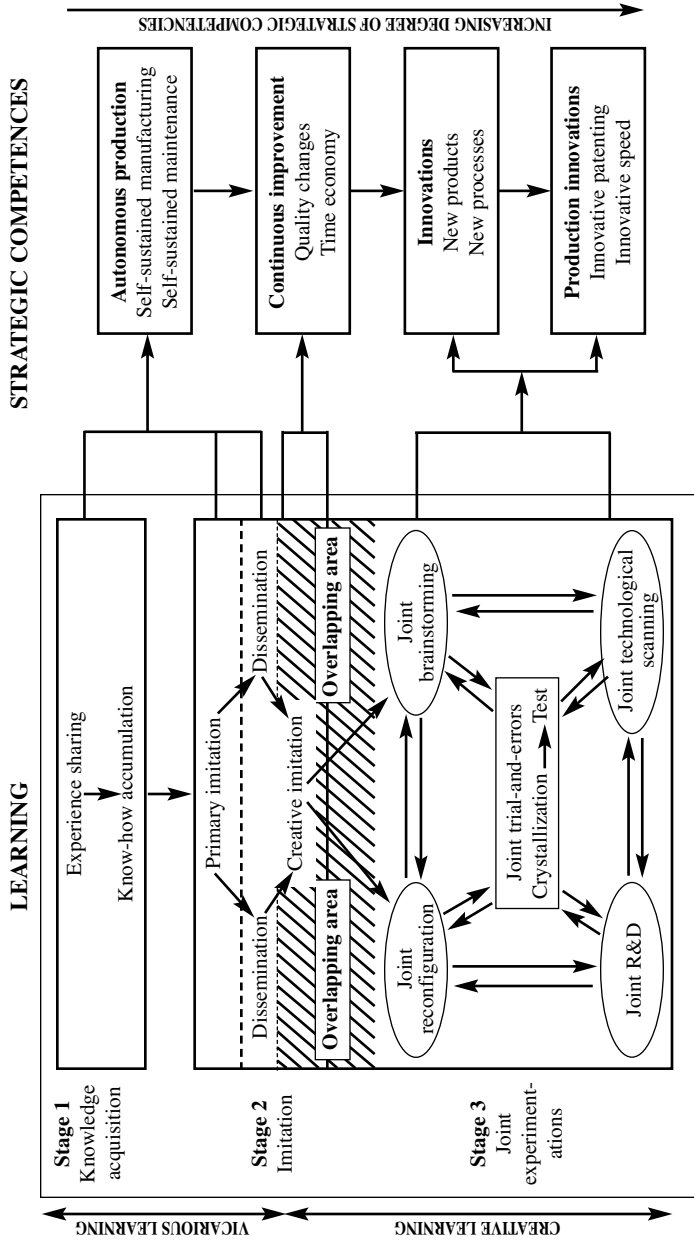 LEARNING
STRATEGIC COMPETENCES
VICARIOUS LEARNING
CREATIVE LEARNING
Stage 1
Knowledge
acquisition
Experience sharing
Know-how accumulation
Stage 2
Imitation
Primary imitation
Dissemination
Dissemination
Creative imitation
Overlapping area
Overlapping area
Stage 3
Joint
experiment-
ations
Joint
reconfiguration
Joint
brainstorming
Joint trial-and-errors
Crystallization
Test
Joint R&D
Joint technological
scanning
Autonomous production
Self-sustained manufacturing
Self-sustained maintenance
Continuous improvement
Quality changes
Time economy
Innovations
New products
New processes
Production innovations
Innovative patenting
Innovative speed
INCREASING DEGREE OF STRATEGIC COMPETENCIES